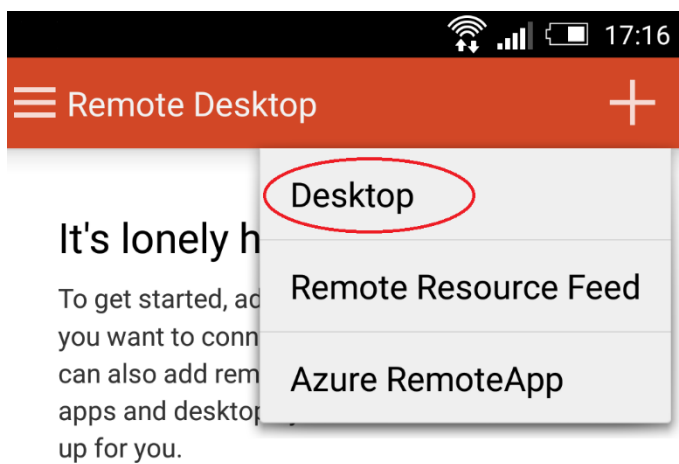 17:16
Remote Desktop
Desktop
Remote Resource Feed
Azure RemoteApp
It's lonely h
To get started, ad
you want to conn
can also add rem
apps and desktop
up for you.